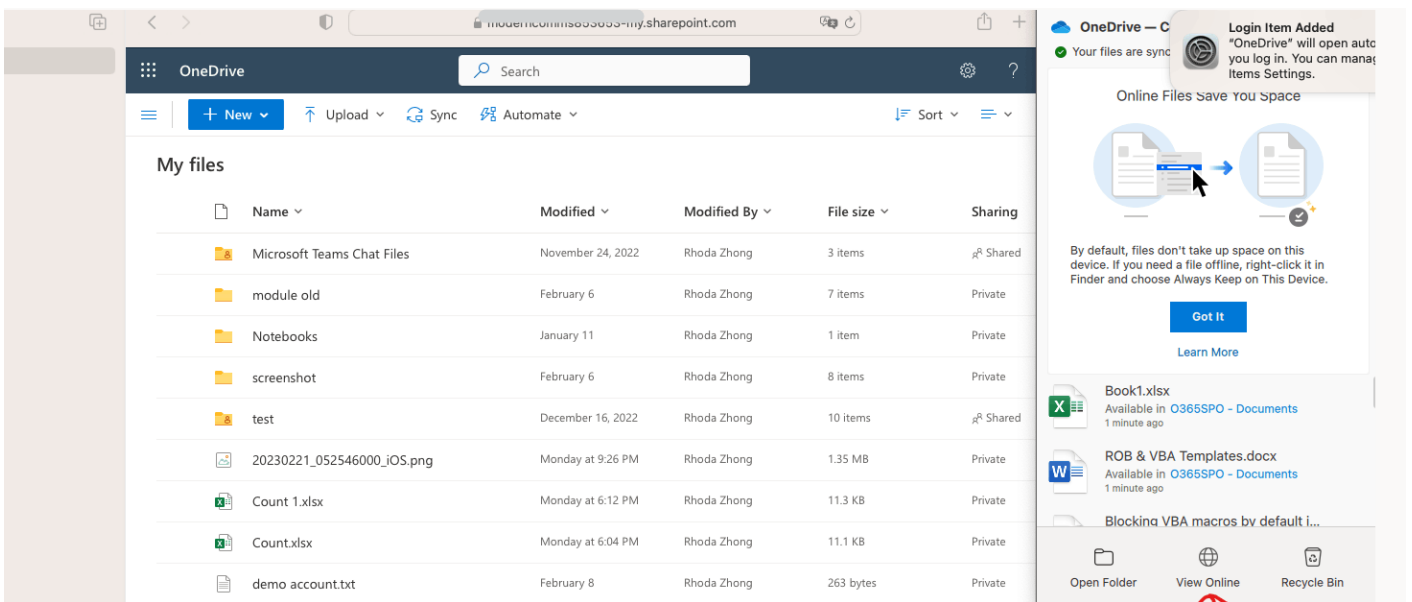 OneDrive
Search
New
Upload
Sync
Automate
Sort
My files
Name Modified Modified By File size Sharing
Microsoft Teams Chat Files November 24, 2022 Rhoda Zhong 3 items Shared
module old February 6 Rhoda Zhong 7 items Private
Notebooks January 11 Rhoda Zhong 1 item Private
screenshot February 6 Rhoda Zhong 8 items Private
test December 16, 2022 Rhoda Zhong 10 items Shared
20230221_052546000_iOS.png Monday at 9:26 PM Rhoda Zhong 1.35 MB Private
Count 1.xlsx Monday at 6:12 PM Rhoda Zhong 11.3 KB Private
Count.xlsx Monday at 6:04 PM Rhoda Zhong 11.1 KB Private
demo account.txt February 8 Rhoda Zhong 263 bytes Private
OneDrive — C
Your files are sync
Login Item Added
“OneDrive” will open auto
you log in. You can manag
Items Settings.
Online Files Save You Space
By default, files don't take up space on this
device. If you need a file offline, right-click it in
Finder and choose Always Keep on This Device.
Got It
Learn More
Book1.xlsx
Available in O365SPO - Documents
1 minute ago
ROB & VBA Templates.docx
Available in O365SPO - Documents
1 minute ago
Blocking VBA macros by default i...
Open Folder
View Online
Recycle Bin